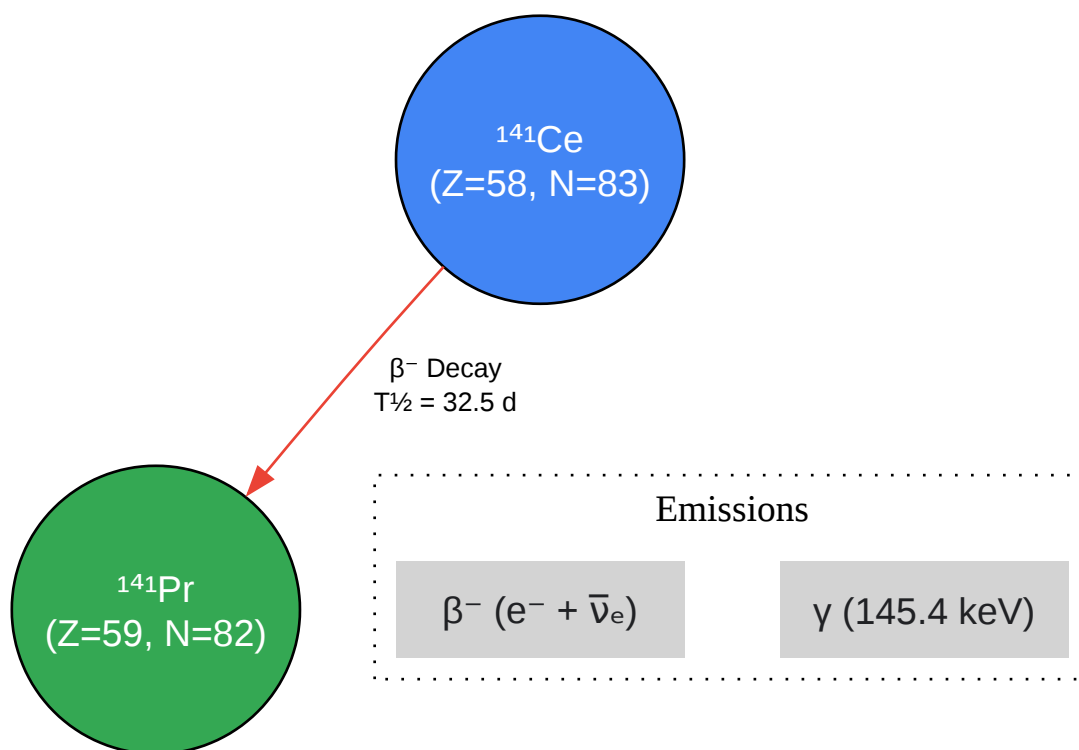 ¹⁴¹Ce
(Z=58, N=83)
β⁻ Decay
T½ = 32.5 d
Emissions
β⁻ (e⁻ + ν̅ₑ)
γ (145.4 keV)
¹⁴¹Pr
(Z=59, N=82)